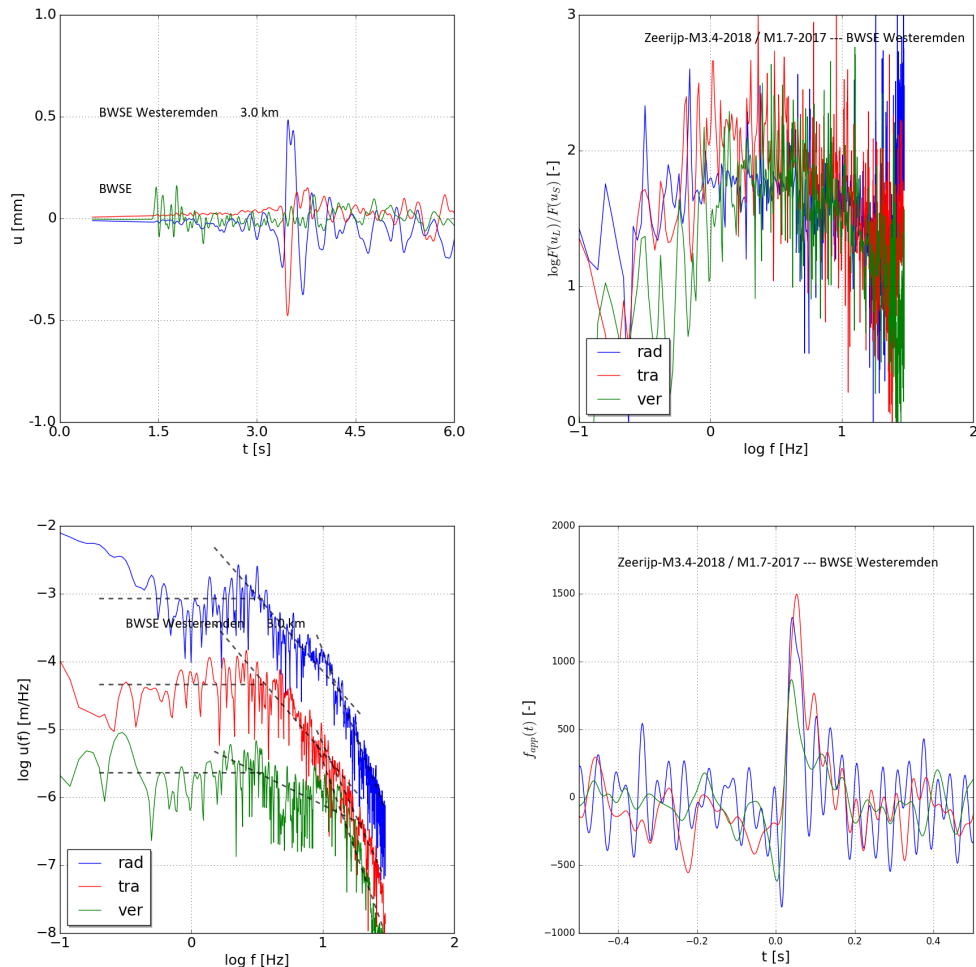 1.0
0.5
0
-0.5
-1.0
0.0
1.5
3.0
4.5
6.0
u [mm]
t [s]
BWSE Westeremden 3.0 km
BWSE
3
2
1
0
-1
0
1
2
logF(u_L)/F(u_S) [-]
log f [Hz]
Zeerijp-M3.4-2018 / M1.7-2017 --- BWSE Westeremden
rad
tra
ver
−2
−3
−4
−5
−6
−7
−8
−1
0
1
2
log u(f) [m/Hz]
log f [Hz]
BWSE Westeremden 3.0 km
rad
tra
ver
2000
1500
1000
500
0
−500
−1000
−0.4
−0.2
0.0
0.2
0.4
f_app(t) [-]
t [s]
Zeerijp-M3.4-2018 / M1.7-2017 --- BWSE Westeremden